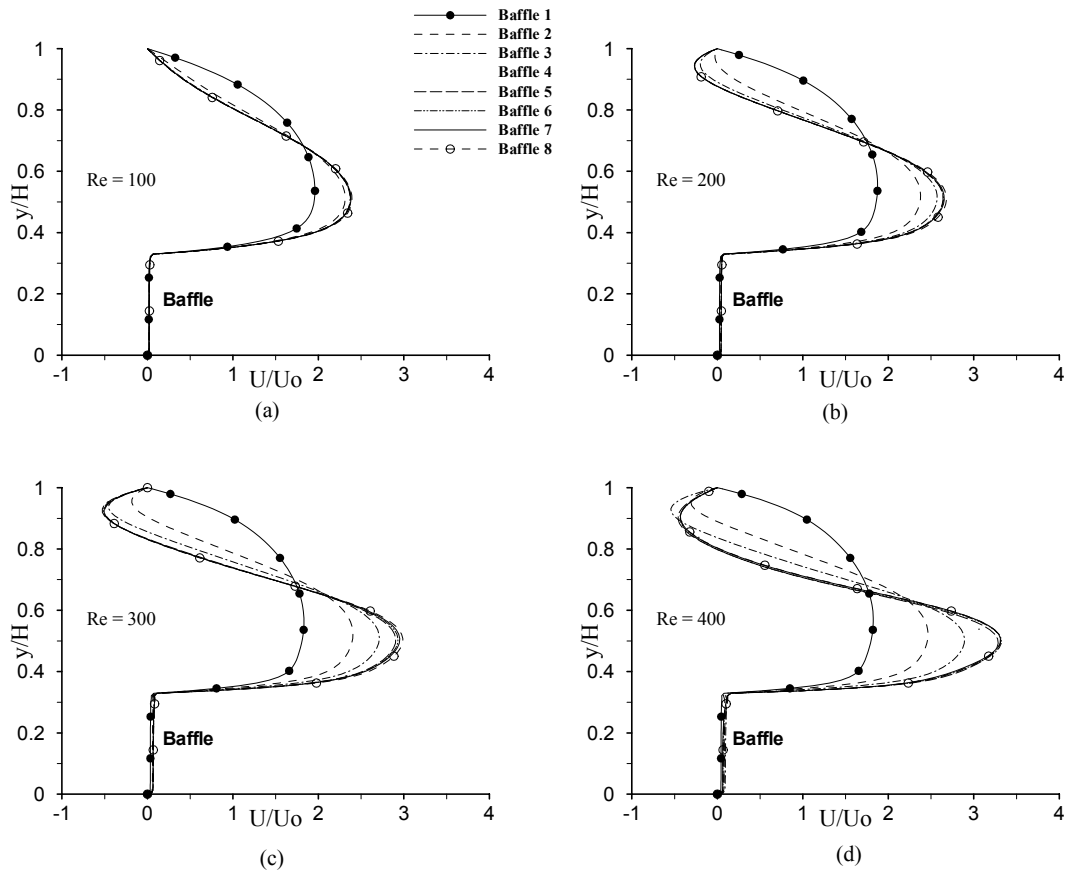 Baffle 1
Baffle 2
Baffle 3
Baffle 4
Baffle 5
Baffle 6
Baffle 7
Baffle 8
1
0.8
0.6
0.4
0.2
0
y/H
Re = 100
Baffle
-1 0 1 2 3 4
U/Uo
(a)
1
0.8
0.6
0.4
0.2
0
y/H
Re = 200
Baffle
-1 0 1 2 3 4
U/Uo
(b)
1
0.8
0.6
0.4
0.2
0
y/H
Re = 300
Baffle
-1 0 1 2 3 4
U/Uo
(c)
1
0.8
0.6
0.4
0.2
0
y/H
Re = 400
Baffle
-1 0 1 2 3 4
U/Uo
(d)